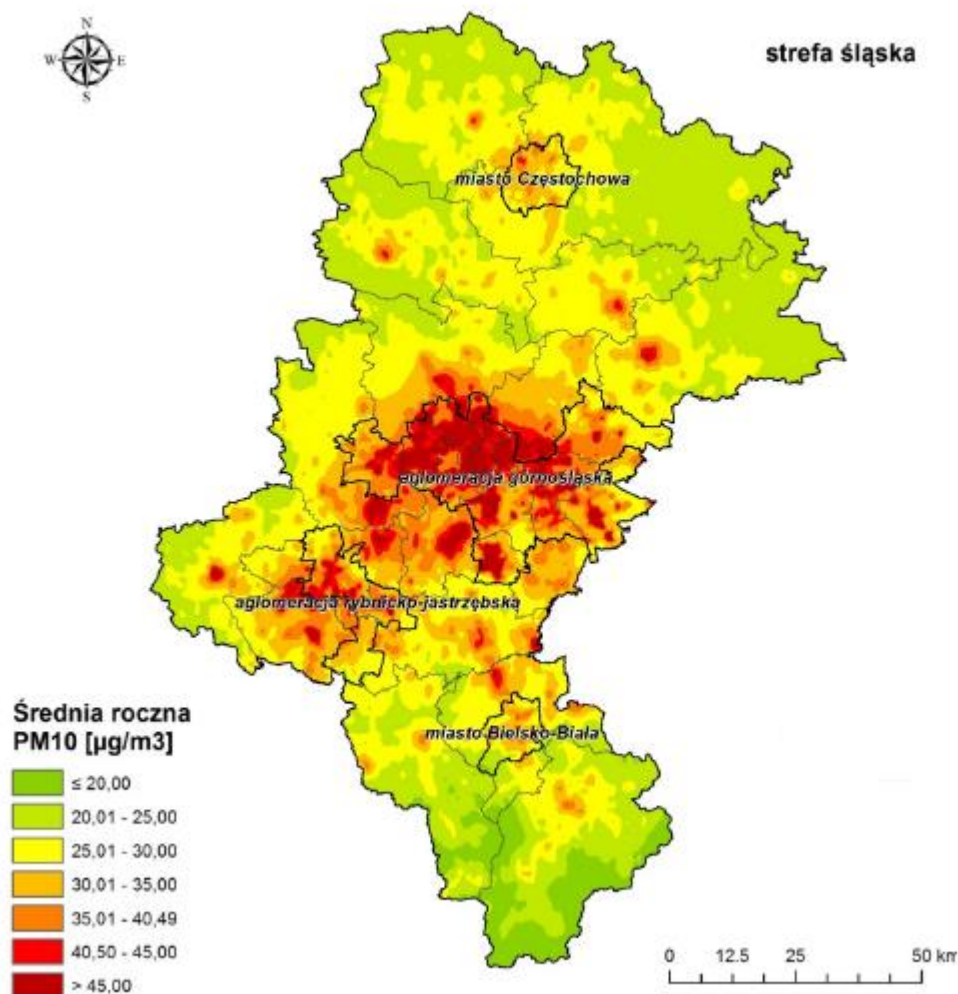 N
W E
S
strefa śląska
miasto Częstochowa
aglomeracja górnośląska
aglomeracja rybnicko-jastrzębska
miasto Bielsko-Biała
Średnia roczna
PM10 [µg/m3]
≤ 20,00
20,01 - 25,00
25,01 - 30,00
30,01 - 35,00
35,01 - 40,49
40,50 - 45,00
> 45,00
0 12.5 25 50 km